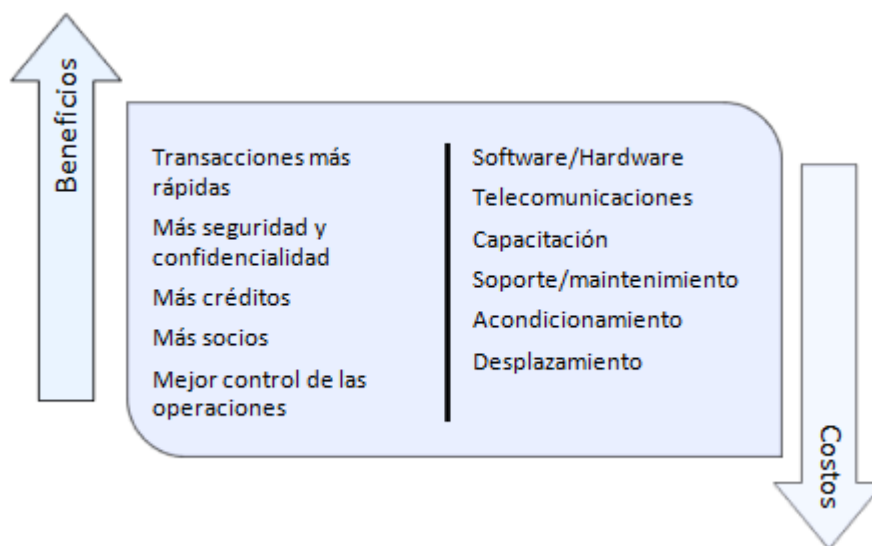 Beneficios
Transacciones más
rápidas
Más seguridad y
confidencialidad
Más créditos
Más socios
Mejor control de las
operaciones
Software/Hardware
Telecomunicaciones
Capacitación
Soporte/mantenimiento
Acondicionamiento
Desplazamiento
Costos